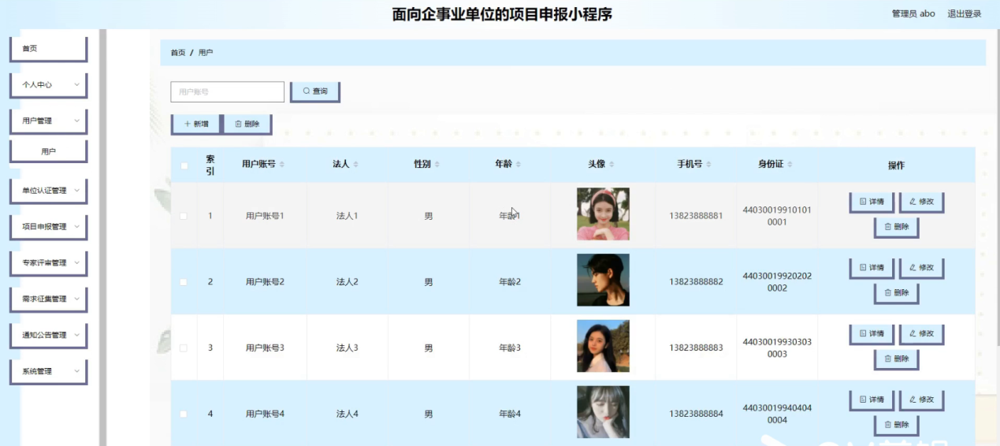 面向企事业单位的项目申报小程序
管理员 abo 退出登录
首页
个人中心
用户管理
用户
单位认证管理
项目申报管理
专家评审管理
需求征集管理
通知公告管理
系统管理
首页 / 用户
用户账号 查询
新增 删除
索引 用户账号 法人 性别 年龄 头像 手机号 身份证 操作
1 用户账号1 法人1 男 年龄1 13823888881 44030019910101 详情 修改
0001 删除
2 用户账号2 法人2 男 年龄2 13823888882 44030019920202 详情 修改
0002 删除
3 用户账号3 法人3 男 年龄3 13823888883 44030019930303 详情 修改
0003 删除
4 用户账号4 法人4 男 年龄4 13823888884 44030019940404 详情 修改
0004 删除